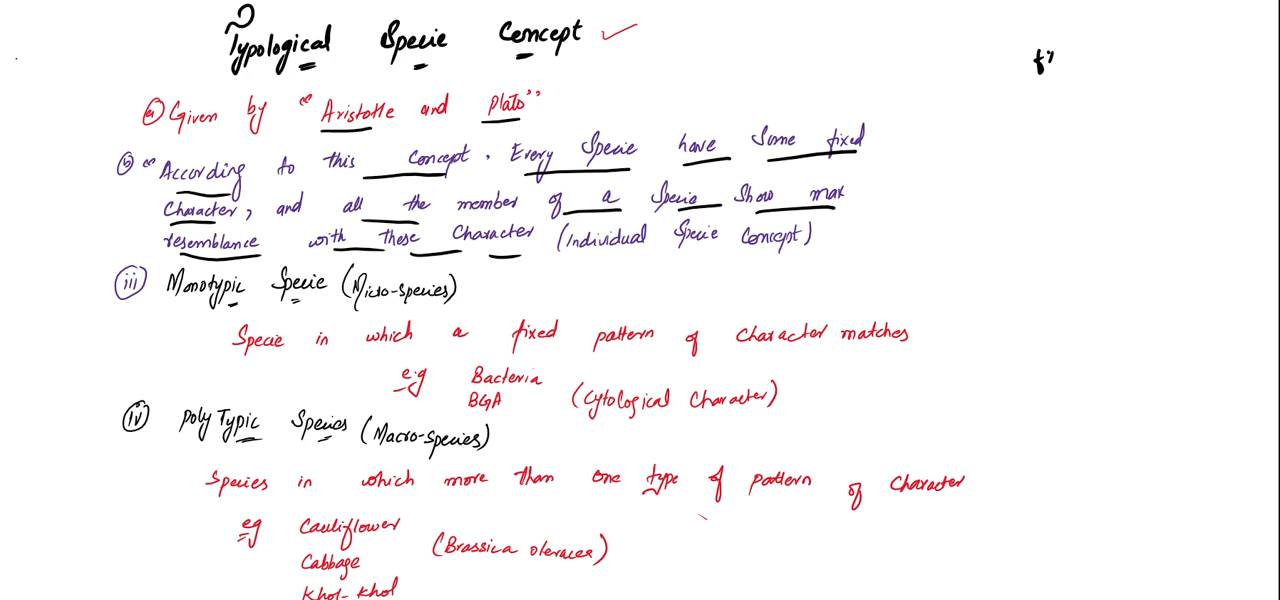 Typological Specie Concept
f
(a) Given by "Aristotle and Plato"
(b) "According to this concept, Every Specie have Some fixed
Character, and all the member of a Specie Show max
resemblance with these Character (Individual Specie Concept)
(iii) Monotypic Specie (Micro-species)
Specie in which a fixed pattern of Character matches
e.g Bacteria
BGA (Cytological Character)
(iv) Poly Typic Species (Macro-species)
Species in which more than one type of pattern of Character
eg Cauliflower
Cabbage (Brassica oleracea)
Khol-Khol